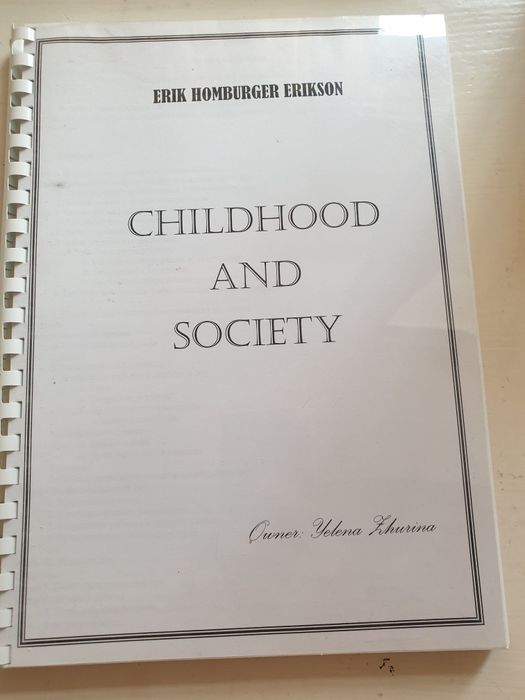 ERIK HOMBURGER ERIKSON
CHILDHOOD
AND
SOCIETY
Owner: Yelena Zhurina